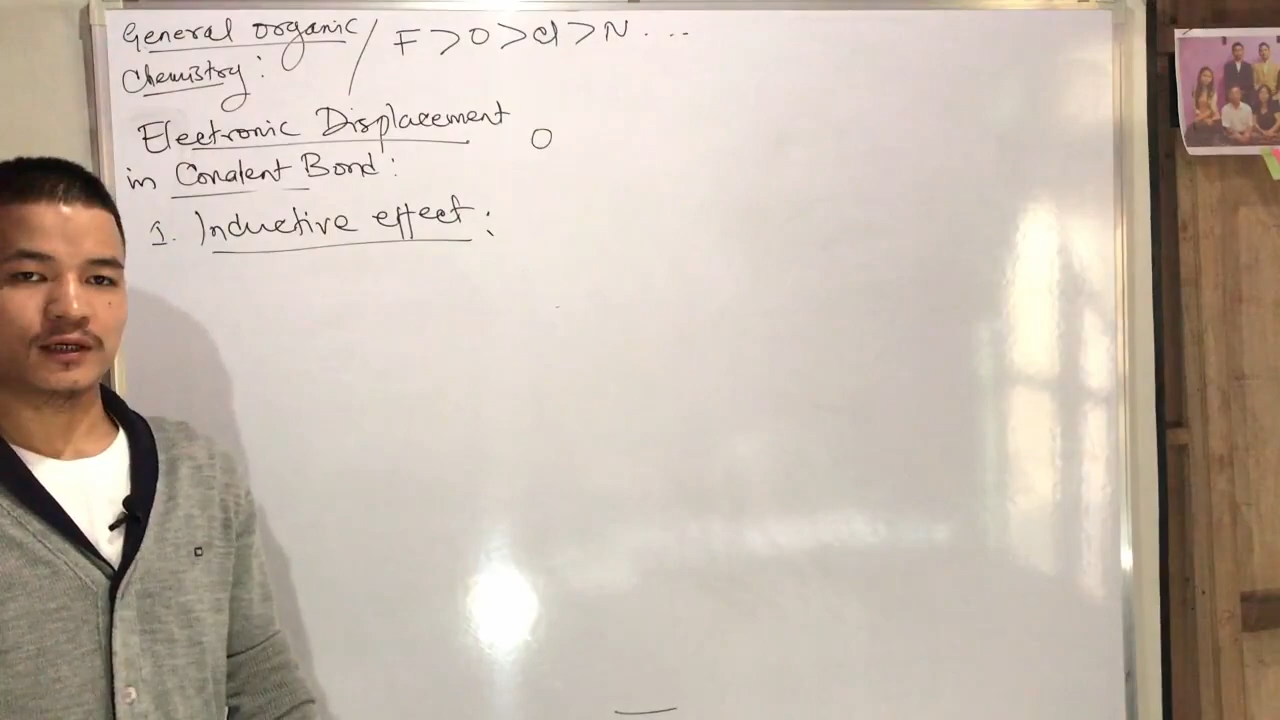 General organic / F > O > Cl > N ...
Chemistry :
Electronic Displacement O
in Covalent Bond :
1. Inductive effect :